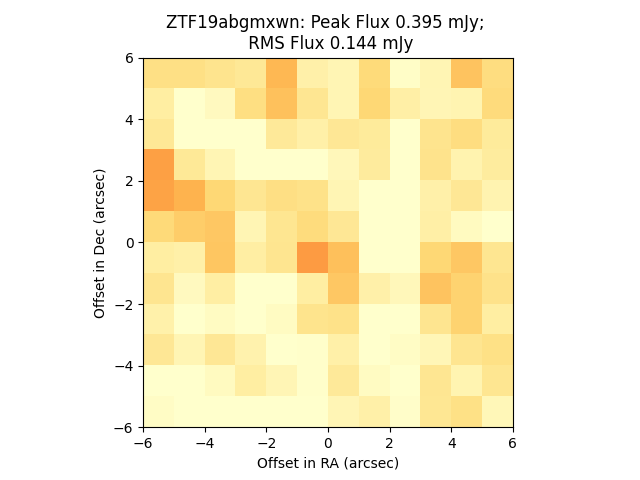 ZTF19abgmxwn: Peak Flux 0.395 mJy;
RMS Flux 0.144 mJy
6
4
2
0
−2
−4
−6
Offset in Dec (arcsec)
−6 −4 −2 0 2 4 6
Offset in RA (arcsec)